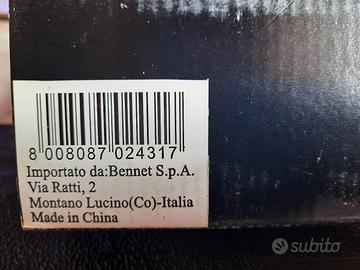 8 008087 024317
Importato da:Bennet S.p.A.
Via Ratti, 2
Montano Lucino(Co)-Italia
Made in China
subito